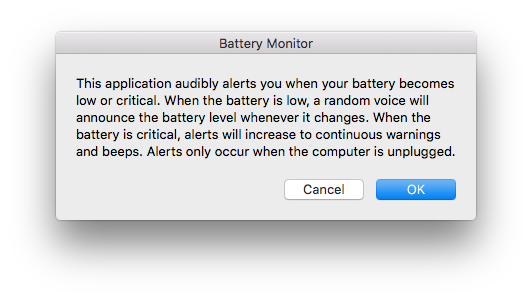 Battery Monitor
This application audibly alerts you when your battery becomes
low or critical. When the battery is low, a random voice will
announce the battery level whenever it changes. When the
battery is critical, alerts will increase to continuous warnings
and beeps. Alerts only occur when the computer is unplugged.
Cancel OK